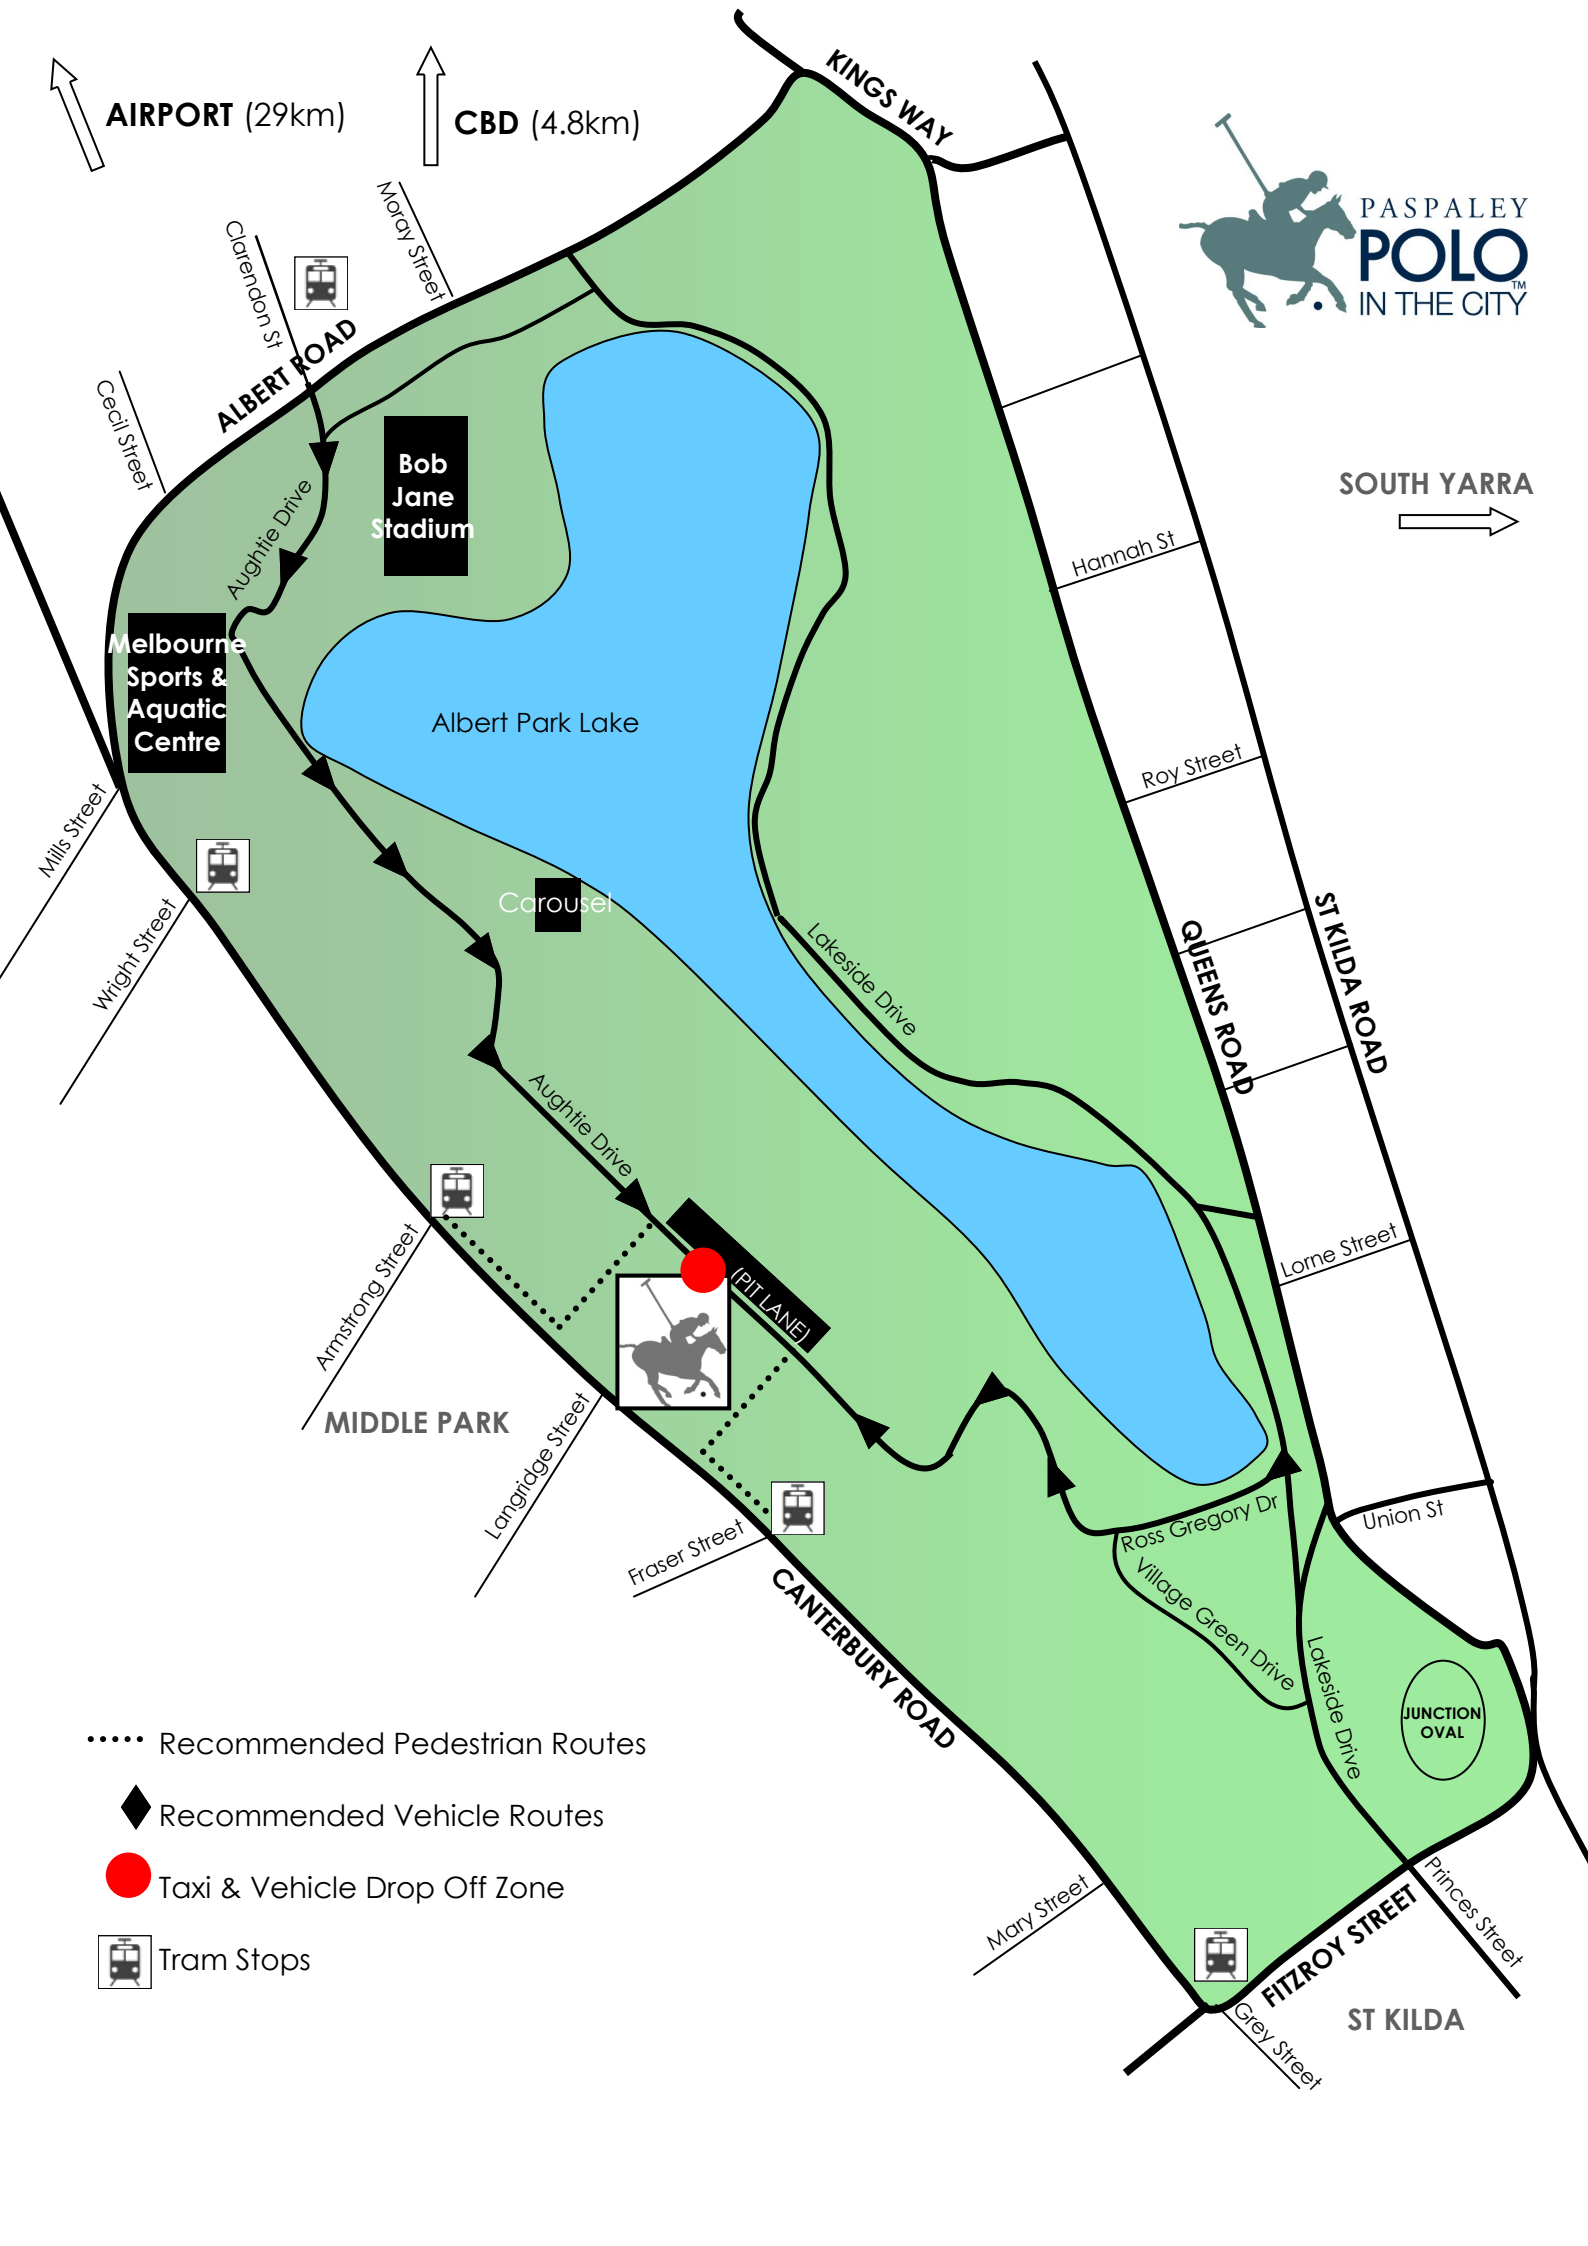 KINGS WAY
AIRPORT (29km)
CBD (4.8km)
Moray Street
Clarendon St
PASPALEY
POLO™
IN THE CITY
ALBERT ROAD
Cecil Street
Bob
Jane
Stadium
Aughtie Drive
SOUTH YARRA
Hannah St
Melbourne
Sports &
Aquatic
Centre
Albert Park Lake
Roy Street
Mills Street
Carousel
Wright Street
Lakeside Drive
QUEENS ROAD
ST KILDA ROAD
Aughtie Drive
Armstrong Street
(PIT LANE)
Lorne Street
MIDDLE PARK
Langridge Street
Fraser Street
Ross Gregory Dr
Union St
Village Green Drive
CANTERBURY ROAD
Lakeside Drive
JUNCTION
OVAL
Recommended Pedestrian Routes
Recommended Vehicle Routes
Taxi & Vehicle Drop Off Zone
Tram Stops
Mary Street
Princes Street
FITZROY STREET
Grey Street
ST KILDA